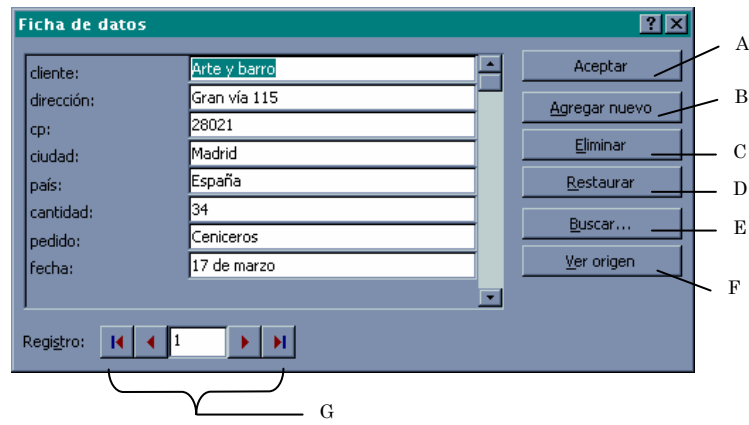 Ficha de datos
cliente: Arte y barro
dirección: Gran vía 115
cp: 28021
ciudad: Madrid
país: España
cantidad: 34
pedido: Ceniceros
fecha: 17 de marzo
Aceptar A
Agregar nuevo B
Eliminar C
Restaurar D
Buscar... E
Ver origen F
Registro: 1
G